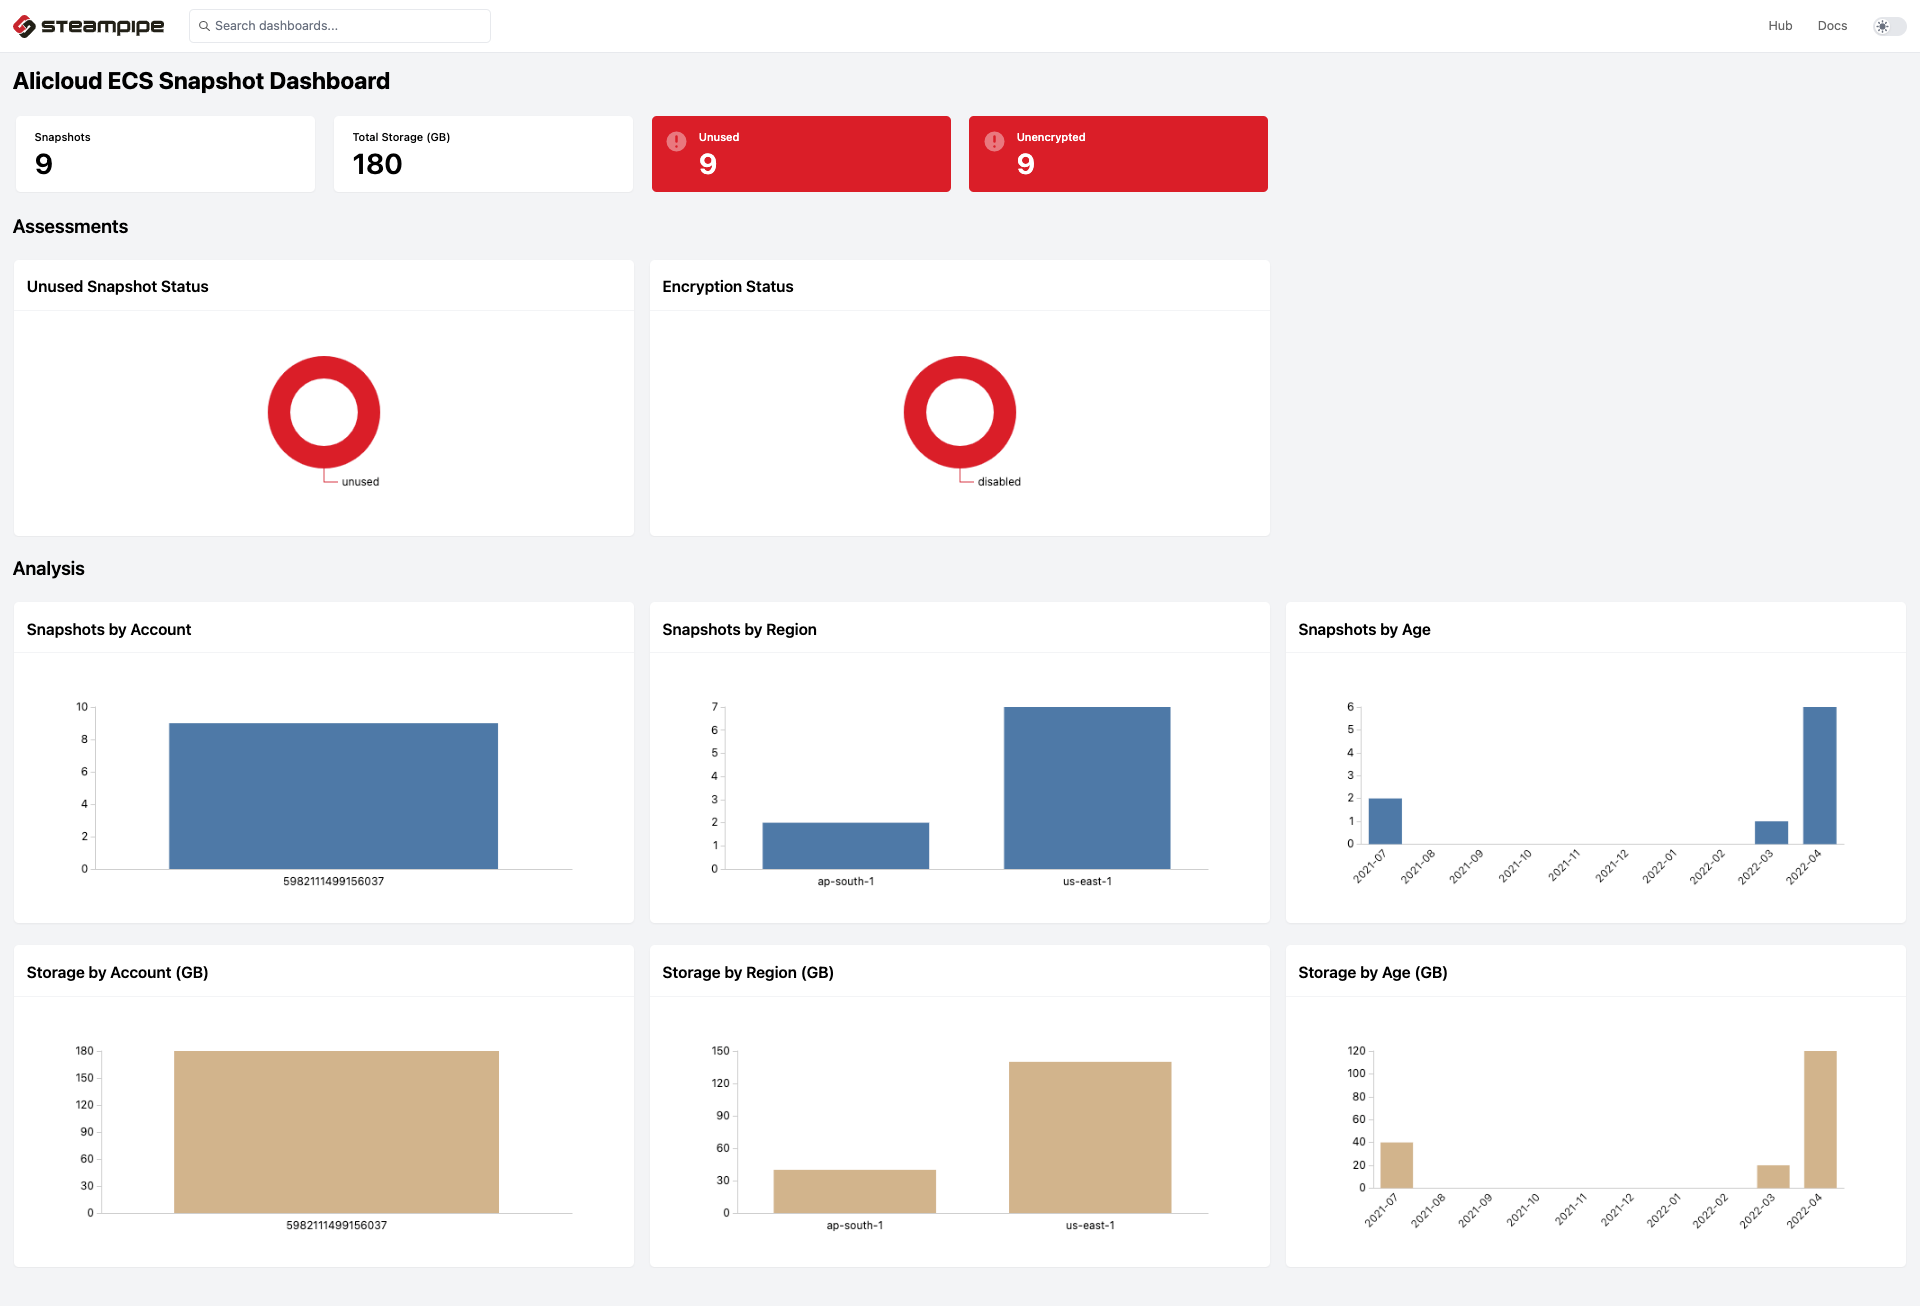 steampipe
Search dashboards...
Hub
Docs
Alicloud ECS Snapshot Dashboard
Snapshots
9
Total Storage (GB)
180
Unused
9
Unencrypted
9
Assessments
Unused Snapshot Status
unused
Encryption Status
disabled
Analysis
Snapshots by Account
10
8
6
4
2
0
5982111499156037
Snapshots by Region
7
6
5
4
3
2
1
0
ap-south-1
us-east-1
Snapshots by Age
6
5
4
3
2
1
0
2021-07
2021-08
2021-09
2021-10
2021-11
2021-12
2022-01
2022-02
2022-03
2022-04
Storage by Account (GB)
180
150
120
90
60
30
0
5982111499156037
Storage by Region (GB)
150
120
90
60
30
0
ap-south-1
us-east-1
Storage by Age (GB)
120
100
80
60
40
20
0
2021-07
2021-08
2021-09
2021-10
2021-11
2021-12
2022-01
2022-02
2022-03
2022-04